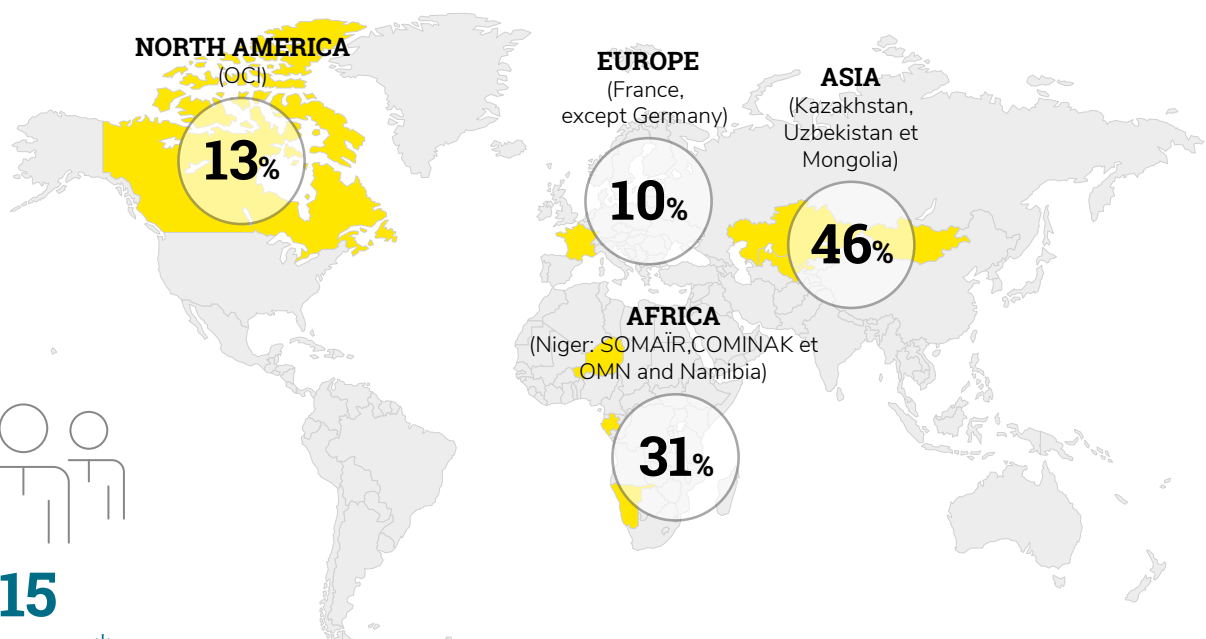 NORTH AMERICA
(OCI)
13%
EUROPE
(France,
except Germany)
10%
ASIA
(Kazakhstan,
Uzbekistan et
Mongolia)
46%
AFRICA
(Niger: SOMAÏR,COMINAK et
OMN and Namibia)
31%
15